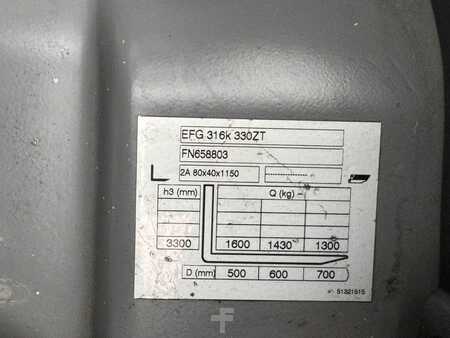 EFG 316k 330ZT
FN658803
2A 80x40x1150
h3 (mm) Q (kg)
3300 1600 1430 1300
D (mm) 500 600 700
51321515